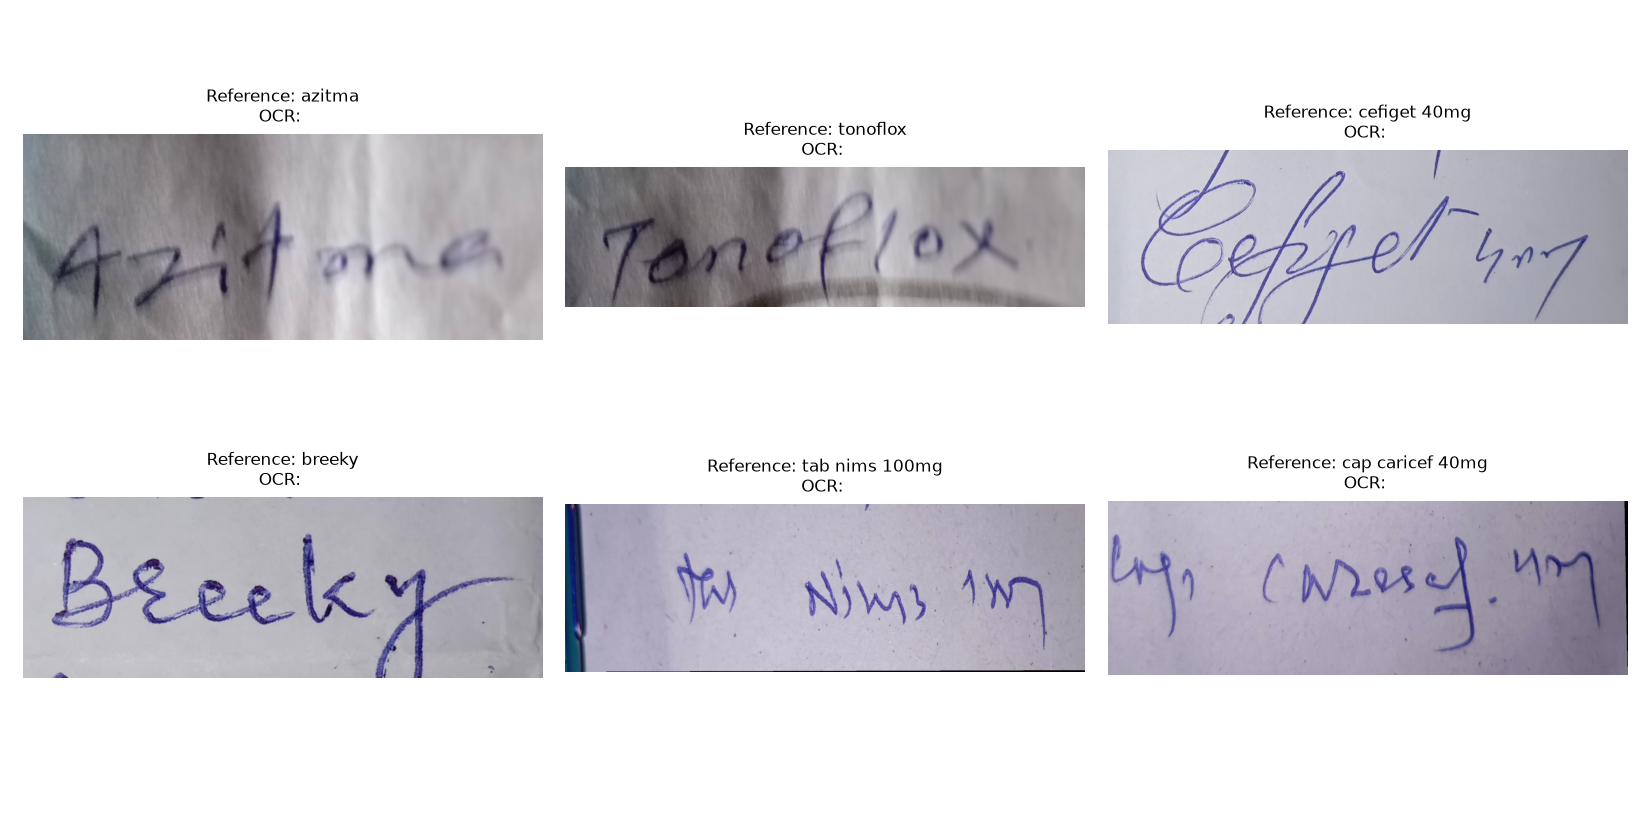 Reference: azitma
OCR:
Azitma
Reference: tonoflox
OCR:
Tonoflox
Reference: cefiget 40mg
OCR:
Cefiget
Reference: breeky
OCR:
Breeky
Reference: tab nims 100mg
OCR:
Nims
Reference: cap caricef 40mg
OCR: